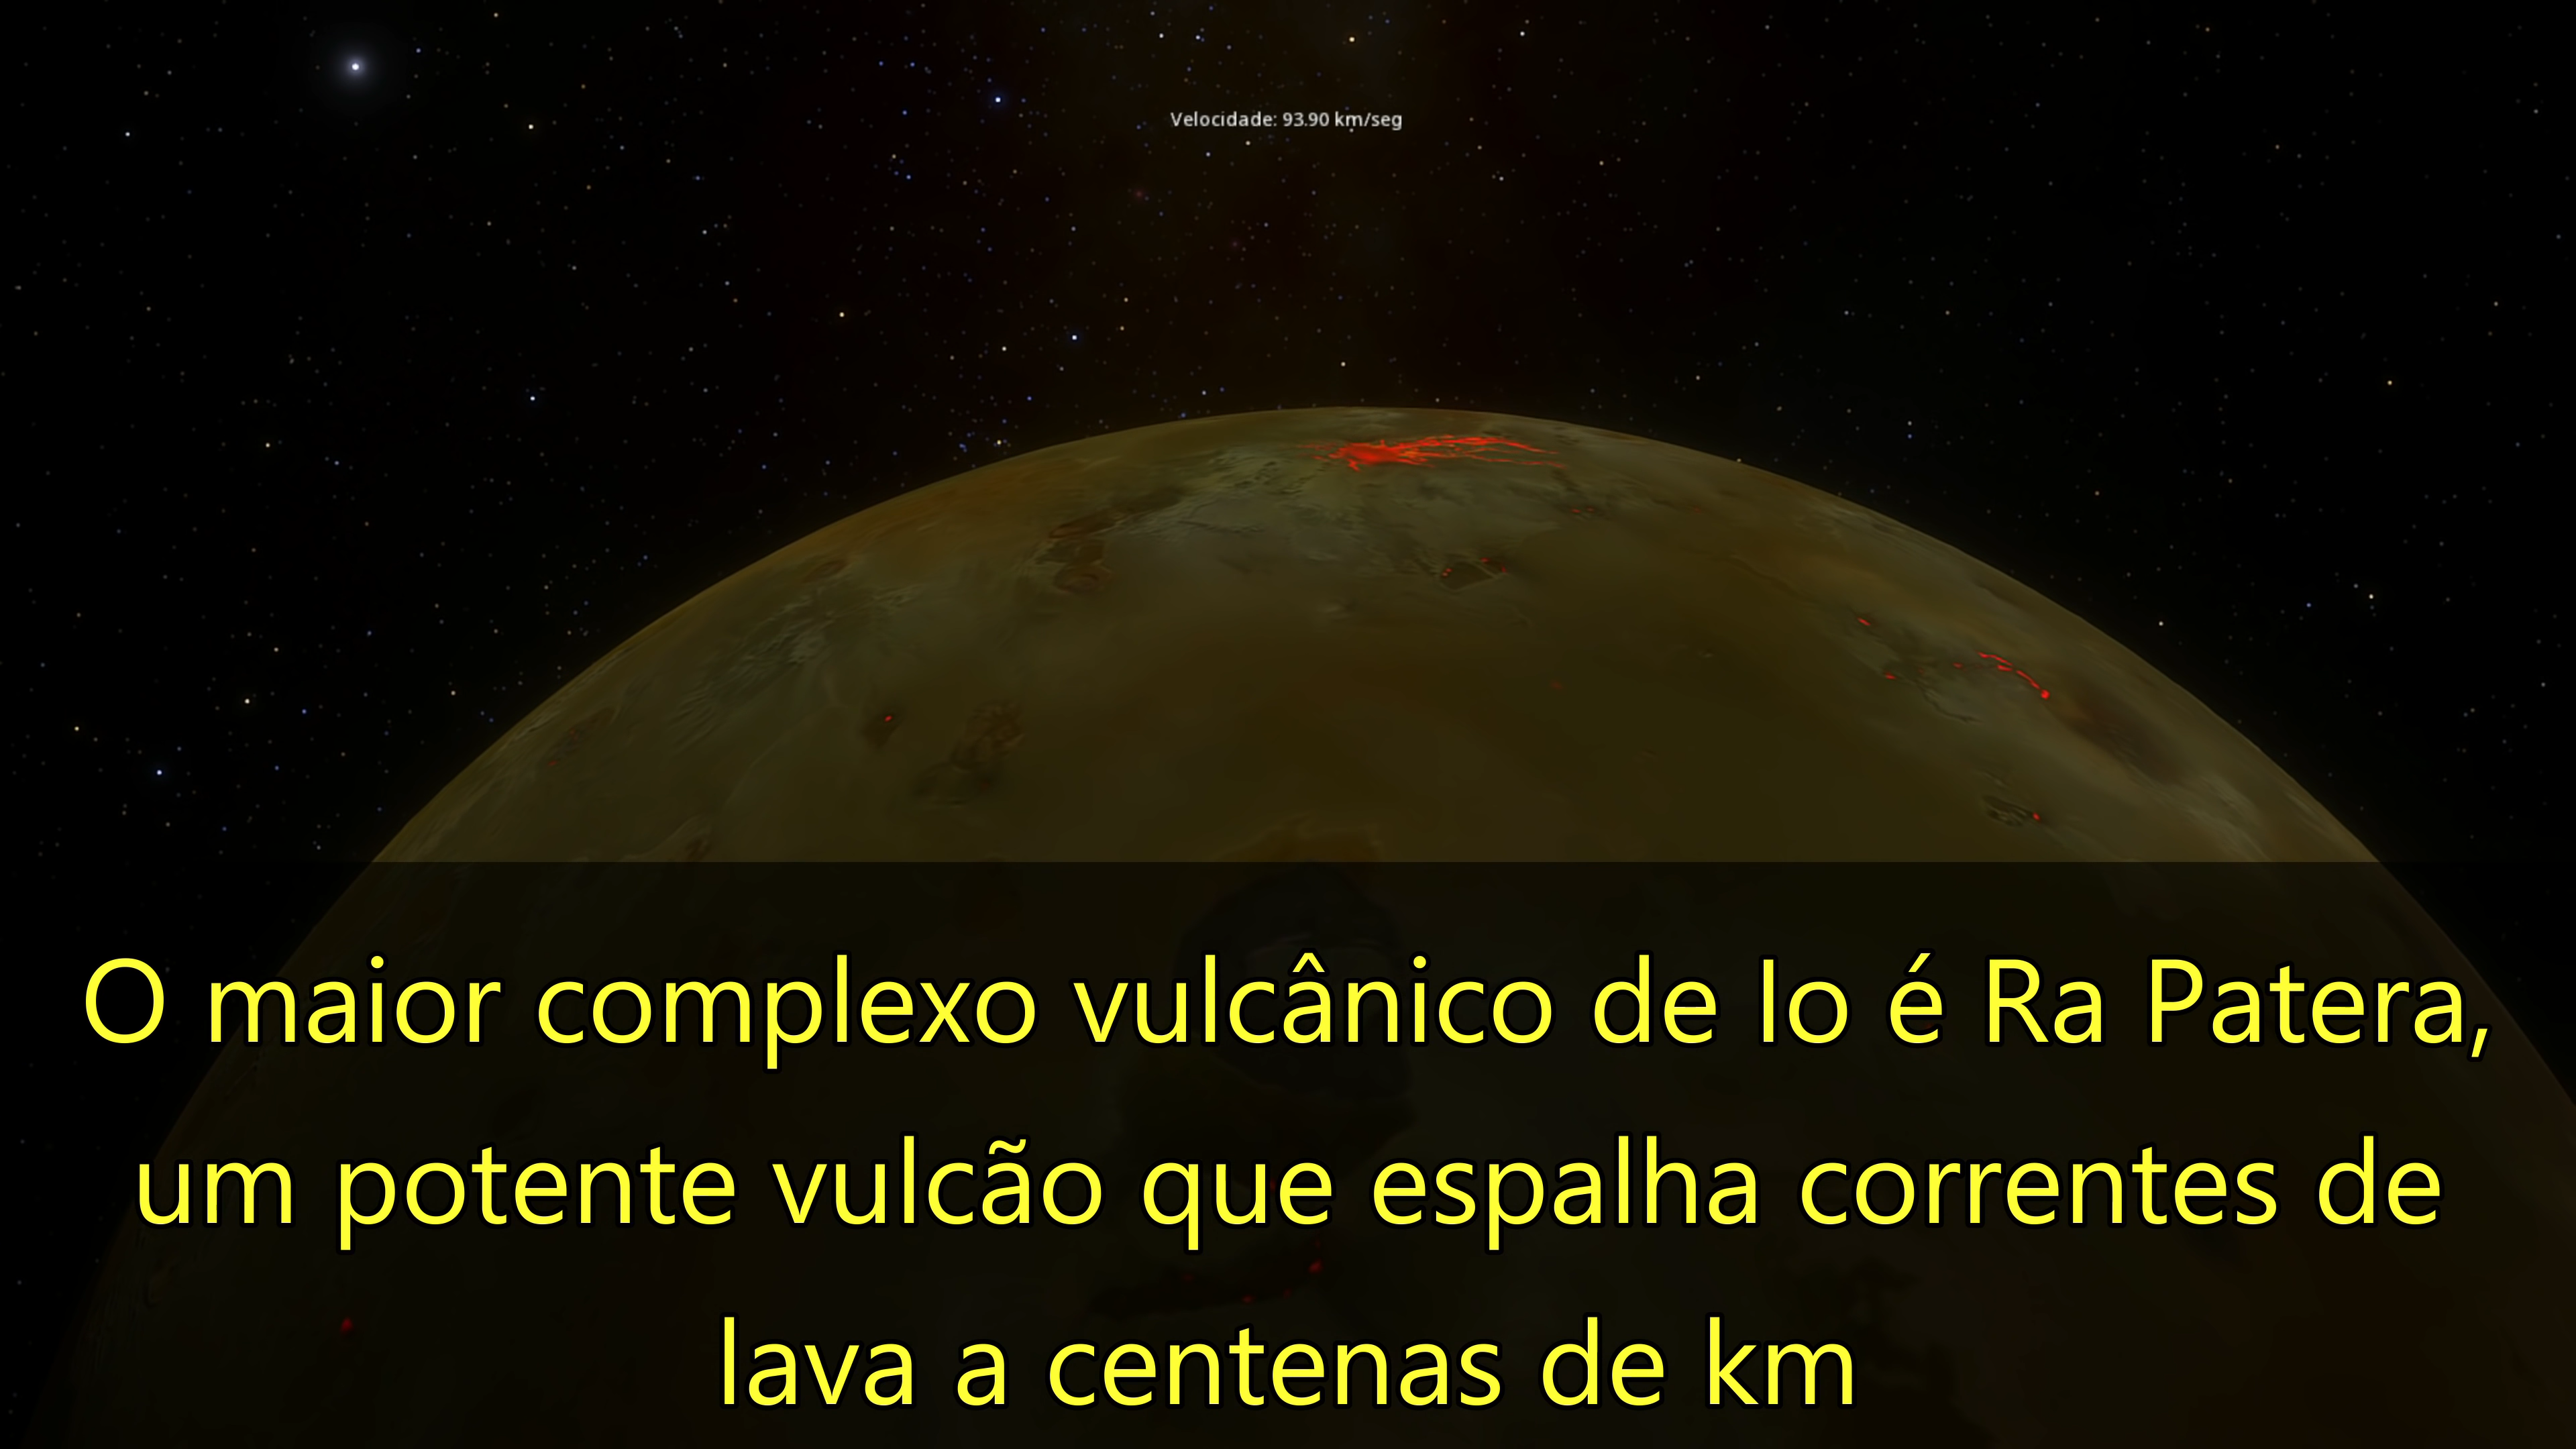 Velocidade: 93.90 km/seg
O maior complexo vulcânico de Io é Ra Patera,
um potente vulcão que espalha correntes de
lava a centenas de km